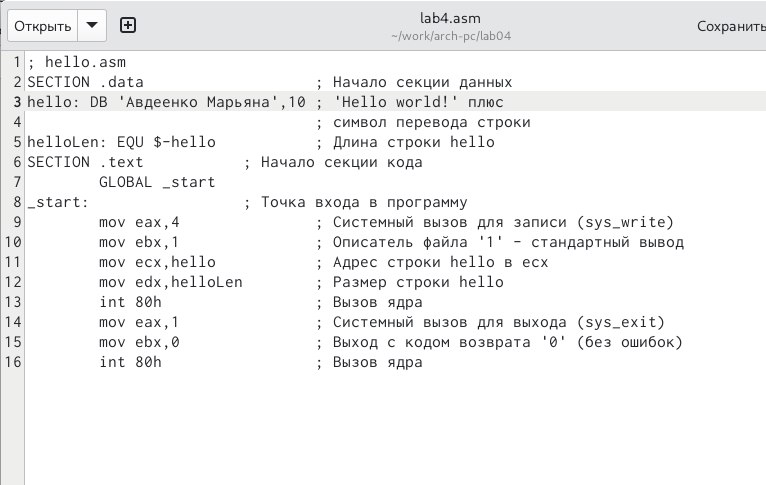 Открыть
lab4.asm
~/work/arch-pc/lab04
Сохранить
1 ; hello.asm
2 SECTION .data ; Начало секции данных
3 hello: DB 'Авдеенко Марьяна',10 ; 'Hello world!' плюс
4 ; символ перевода строки
5 helloLen: EQU $-hello ; Длина строки hello
6 SECTION .text ; Начало секции кода
7 GLOBAL _start
8 _start: ; Точка входа в программу
9 mov eax,4 ; Системный вызов для записи (sys_write)
10 mov ebx,1 ; Описатель файла '1' - стандартный вывод
11 mov ecx,hello ; Адрес строки hello в ecx
12 mov edx,helloLen ; Размер строки hello
13 int 80h ; Вызов ядра
14 mov eax,1 ; Системный вызов для выхода (sys_exit)
15 mov ebx,0 ; Выход с кодом возврата '0' (без ошибок)
16 int 80h ; Вызов ядра